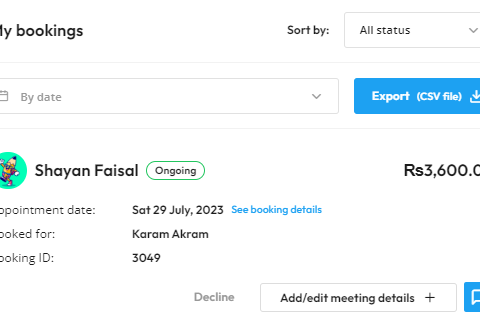 My bookings
Sort by: All status
By date
Export (CSV file)
Shayan Faisal Ongoing ₨3,600.0
ppointment date: Sat 29 July, 2023 See booking details
ooked for: Karam Akram
ooking ID: 3049
Decline Add/edit meeting details +